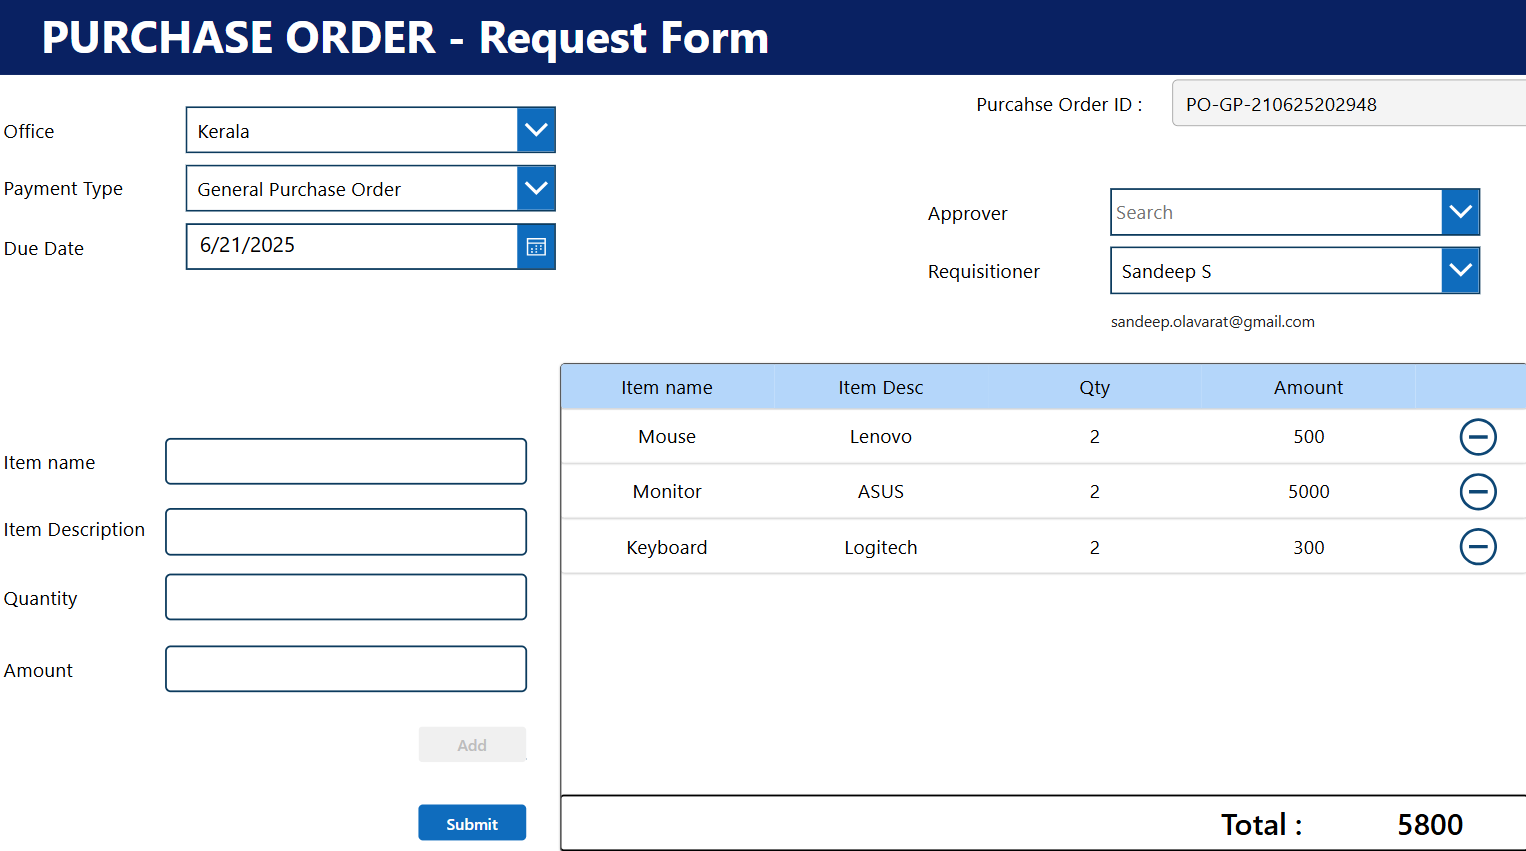 PURCHASE ORDER - Request Form
Purcahse Order ID : PO-GP-210625202948
Office Kerala
Payment Type General Purchase Order
Due Date 6/21/2025
Approver Search
Requisitioner Sandeep S
sandeep.olavarat@gmail.com
Item name Item Desc Qty Amount
Mouse Lenovo 2 500
Monitor ASUS 2 5000
Keyboard Logitech 2 300
Item name
Item Description
Quantity
Amount
Add
Submit
Total : 5800